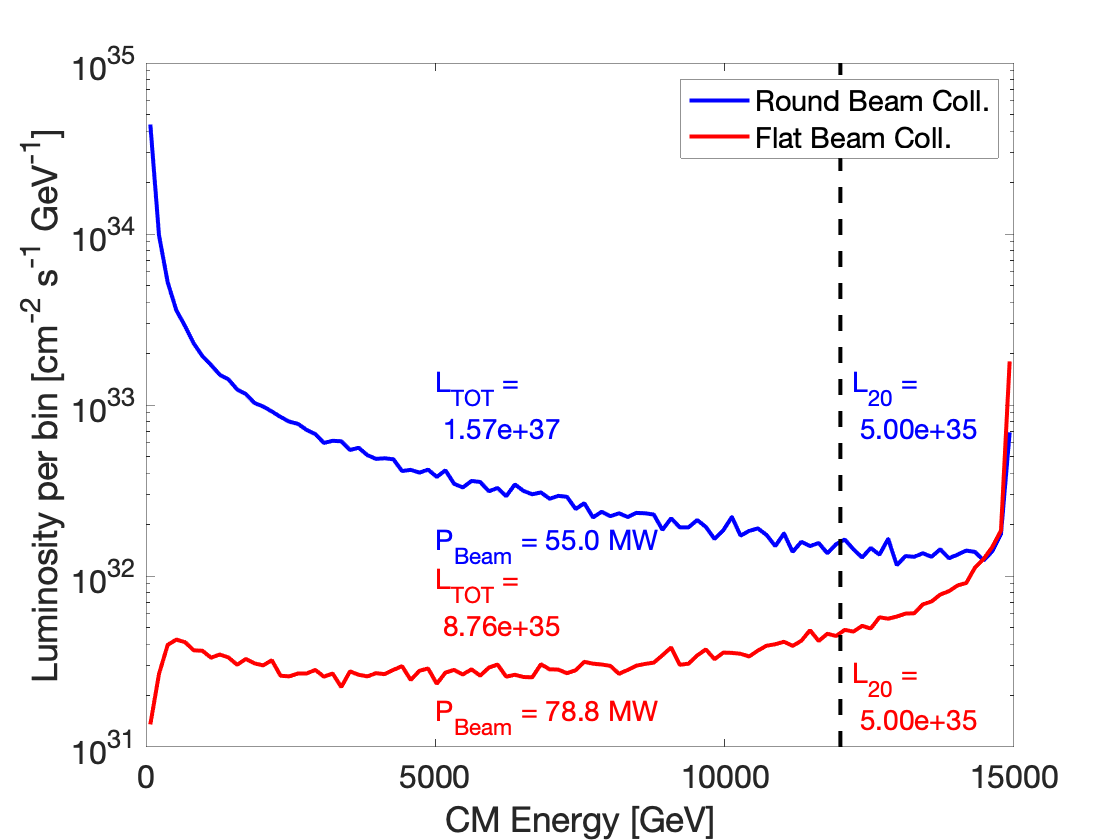 10^35
10^34
10^33
10^32
10^31
Luminosity per bin [cm^-2 s^-1 GeV^-1]
Round Beam Coll.
Flat Beam Coll.
L_TOT =
1.57e+37
L_20 =
5.00e+35
P_Beam = 55.0 MW
L_TOT =
8.76e+35
P_Beam = 78.8 MW
L_20 =
5.00e+35
0 5000 10000 15000
CM Energy [GeV]